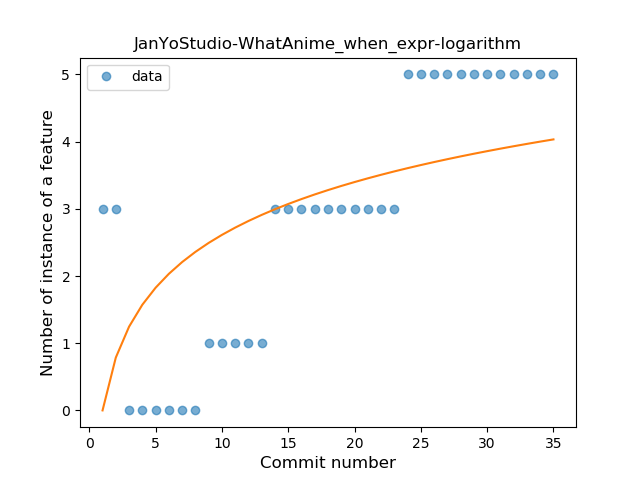 JanYoStudio-WhatAnime_when_expr-logarithm
data
Number of instance of a feature
5
4
3
2
1
0
0 5 10 15 20 25 30 35
Commit number